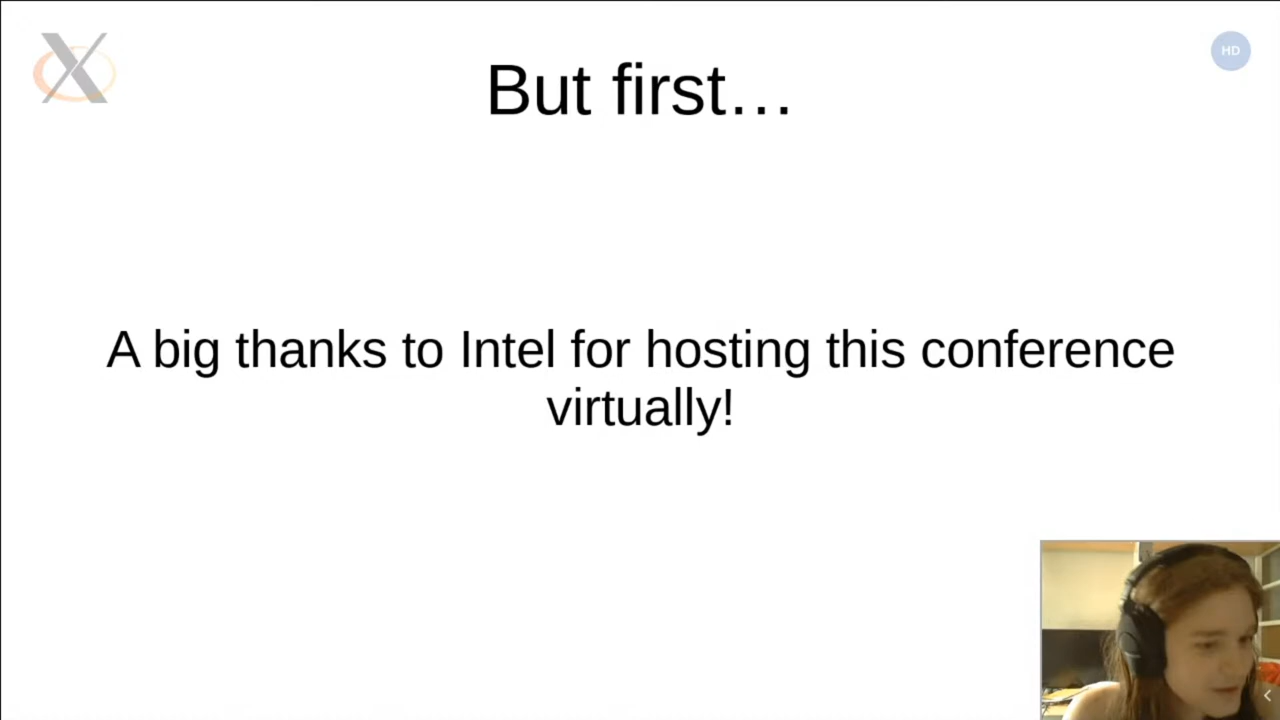 HD
But first…
A big thanks to Intel for hosting this conference
virtually!